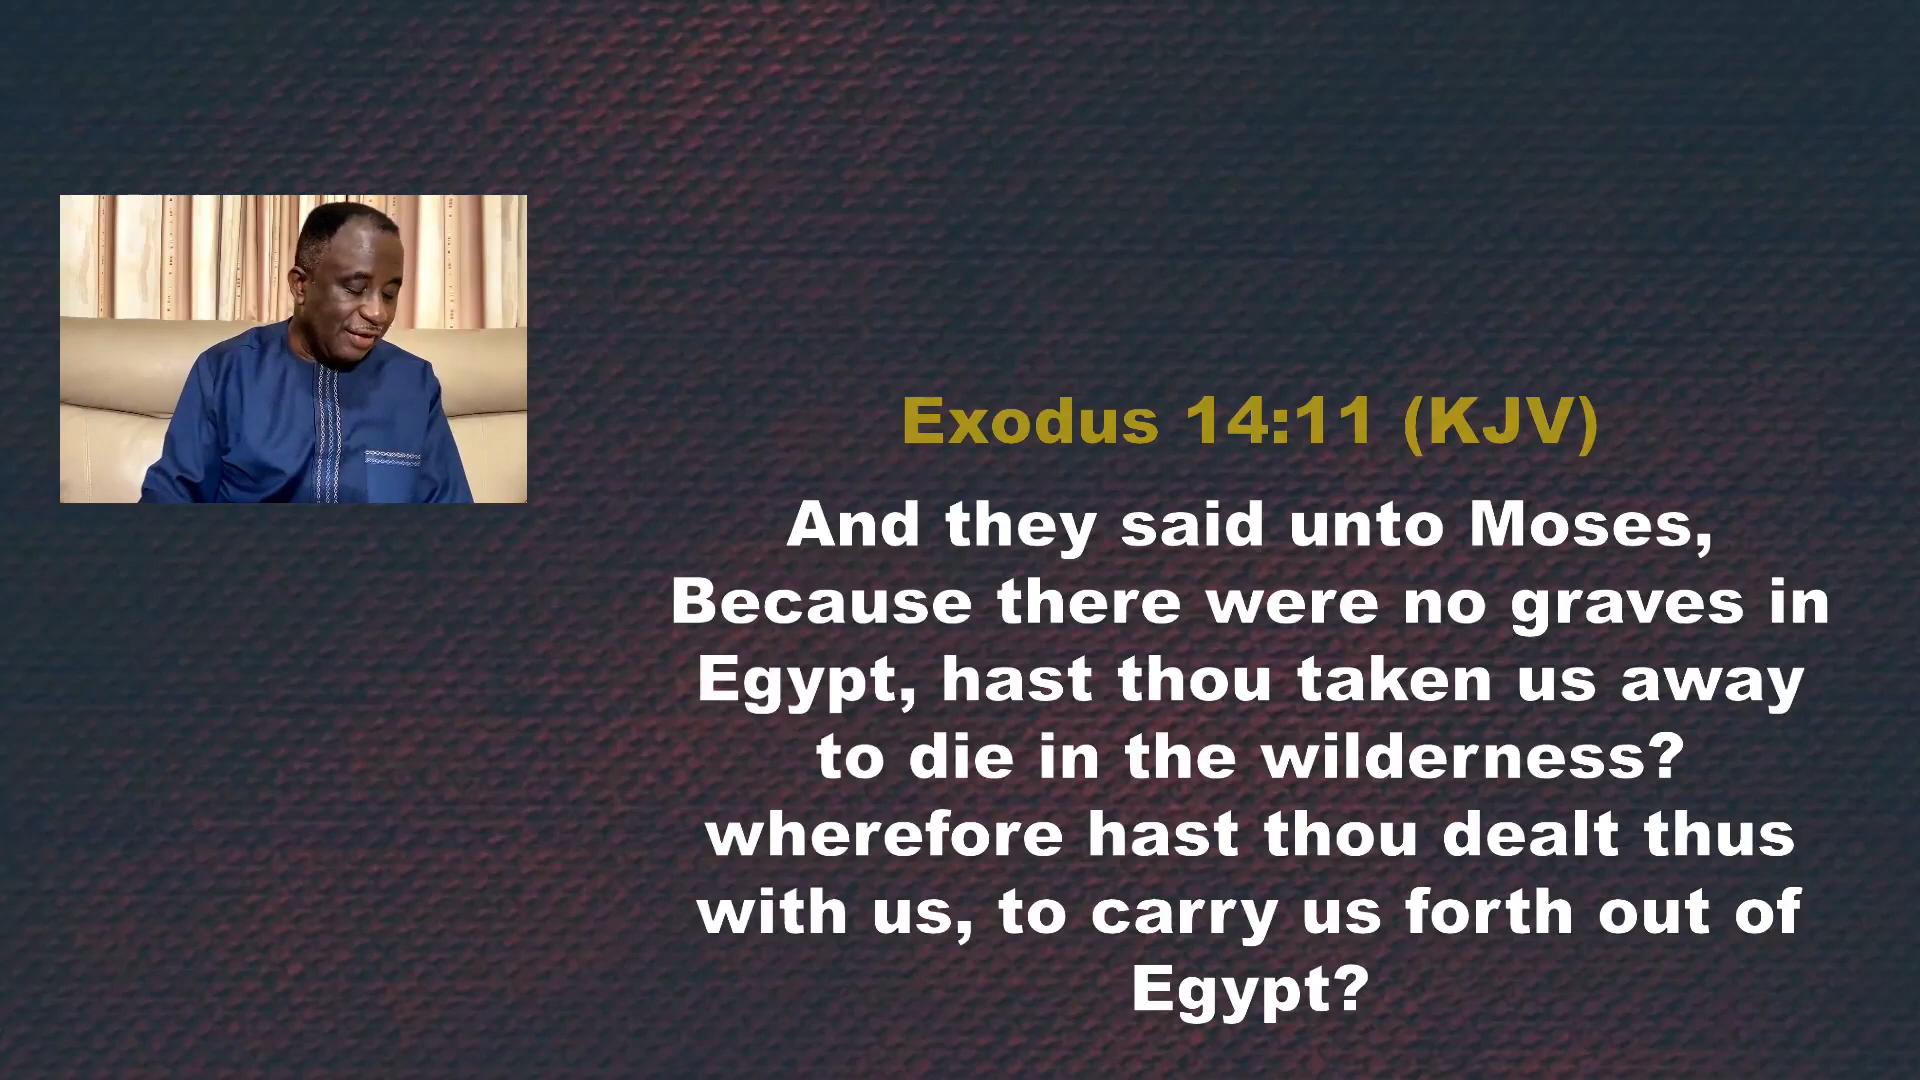 Exodus 14:11 (KJV)
And they said unto Moses,
Because there were no graves in
Egypt, hast thou taken us away
to die in the wilderness?
wherefore hast thou dealt thus
with us, to carry us forth out of
Egypt?